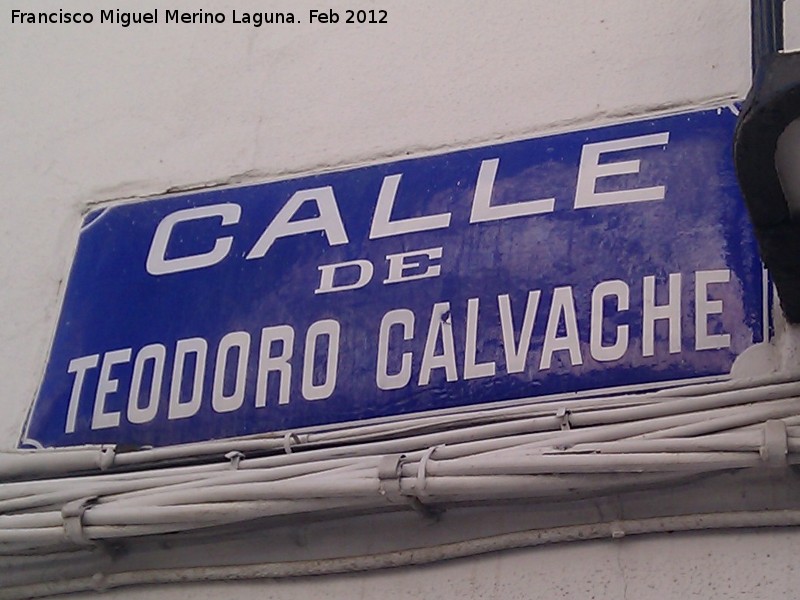 Francisco Miguel Merino Laguna. Feb 2012
CALLE
DE
TEODORO CALVACHE